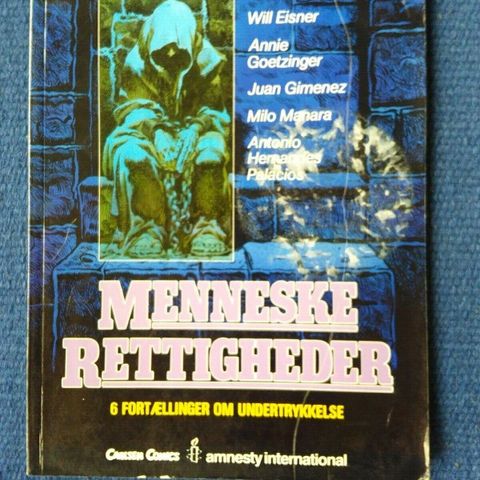 Will Eisner
Annie
Goetzinger
Juan Gimenez
Milo Manara
Antonio
Hernandes
Palacios
MENNESKE
RETTIGHEDER
6 FORTÆLLINGER OM UNDERTRYKKELSE
CARLSEN COMICS amnesty international